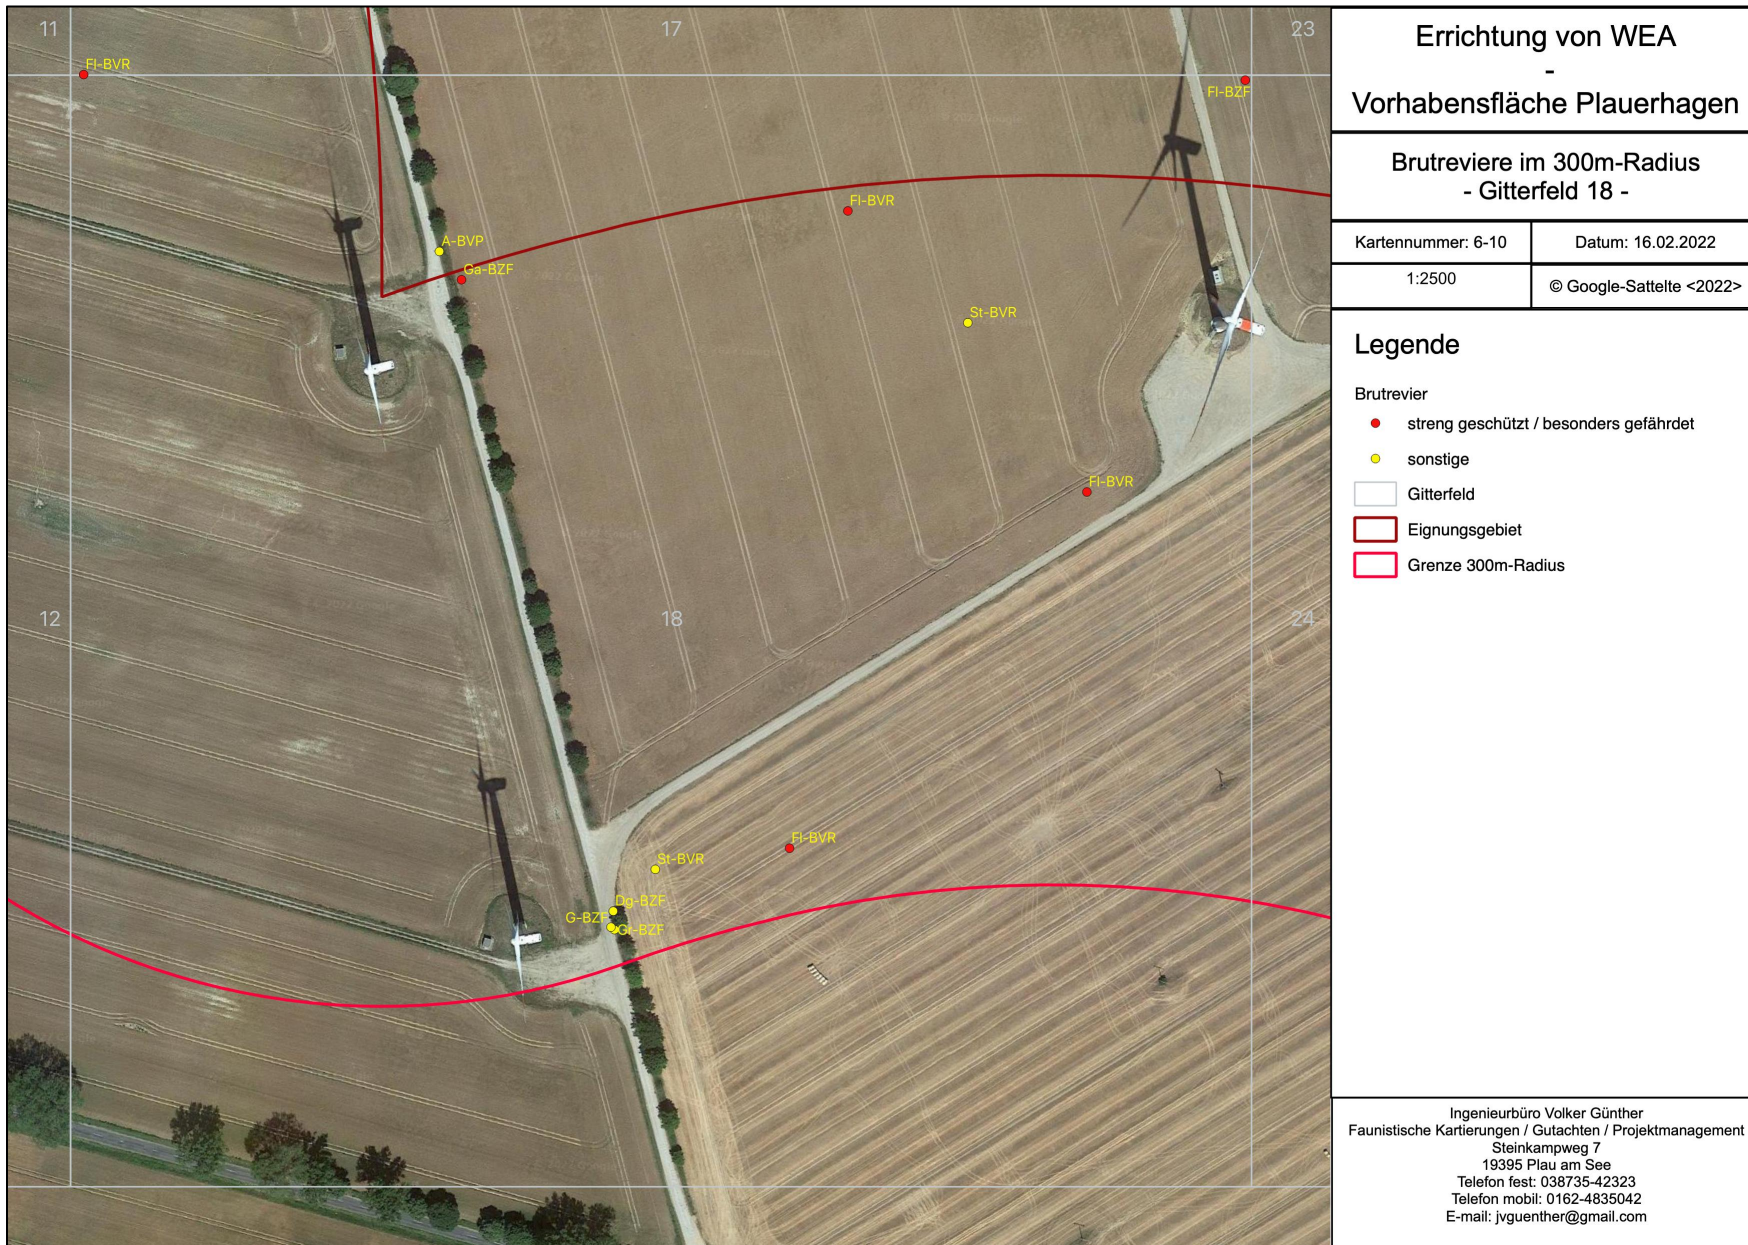 11
17
23
Fl-BVR
Fl-BZF
Fl-BVR
A-BVP
Ga-BZF
St-BVR
Fl-BVR
12
18
24
Fl-BVR
St-BVR
Dg-BZF
G-BZF
Gr-BZF
Errichtung von WEA
-
Vorhabensfläche Plauerhagen
Brutreviere im 300m-Radius
- Gitterfeld 18 -
Kartennummer: 6-10
Datum: 16.02.2022
1:2500
© Google-Sattelte <2022>
Legende
Brutrevier
streng geschützt / besonders gefährdet
sonstige
Gitterfeld
Eignungsgebiet
Grenze 300m-Radius
Ingenieurbüro Volker Günther
Faunistische Kartierungen / Gutachten / Projektmanagement
Steinkampweg 7
19395 Plau am See
Telefon fest: 038735-42323
Telefon mobil: 0162-4835042
E-mail: jvguenther@gmail.com